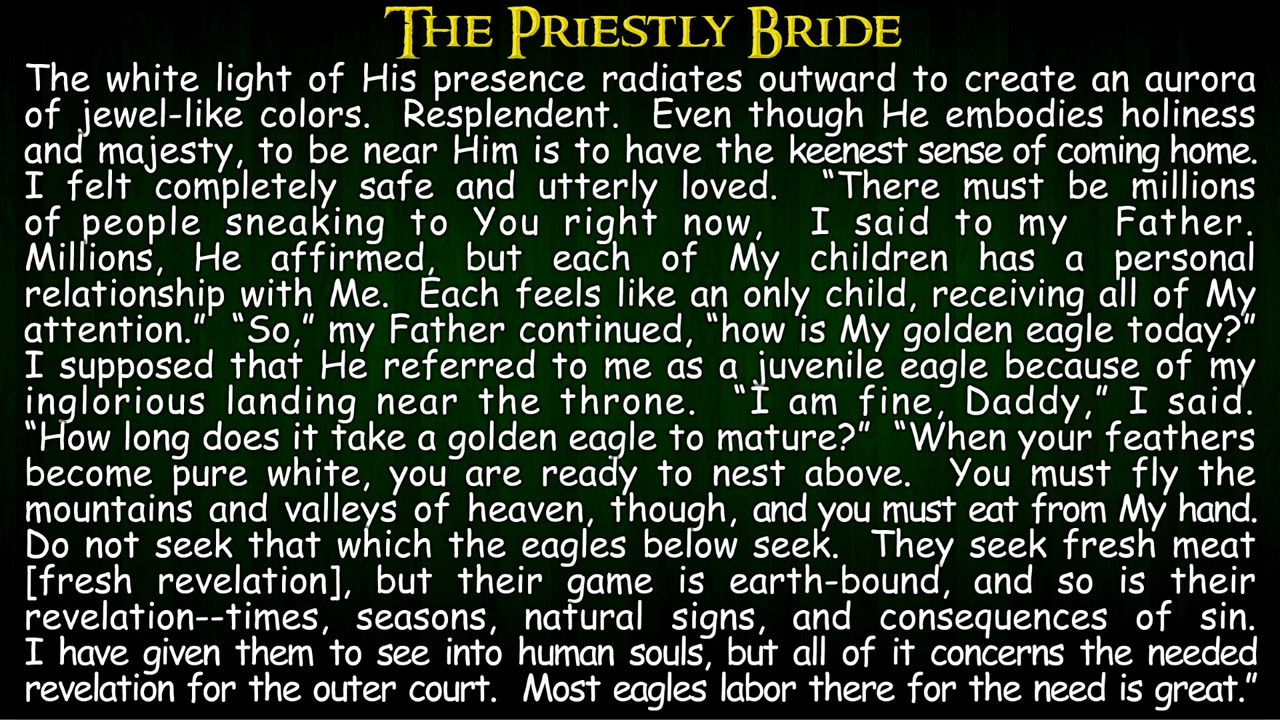 The Priestly Bride
The white light of His presence radiates outward to create an aurora
of jewel-like colors. Resplendent. Even though He embodies holiness
and majesty, to be near Him is to have the keenest sense of coming home.
I felt completely safe and utterly loved. “There must be millions
of people sneaking to You right now, I said to my Father.
Millions, He affirmed, but each of My children has a personal
relationship with Me. Each feels like an only child, receiving all of My
attention.” “So,” my Father continued, “how is My golden eagle today?”
I supposed that He referred to me as a juvenile eagle because of my
inglorious landing near the throne. “I am fine, Daddy,” I said.
“How long does it take a golden eagle to mature?” “When your feathers
become pure white, you are ready to nest above. You must fly the
mountains and valleys of heaven, though, and you must eat from My hand.
Do not seek that which the eagles below seek. They seek fresh meat
[fresh revelation], but their game is earth-bound, and so is their
revelation--times, seasons, natural signs, and consequences of sin.
I have given them to see into human souls, but all of it concerns the needed
revelation for the outer court. Most eagles labor there for the need is great.”